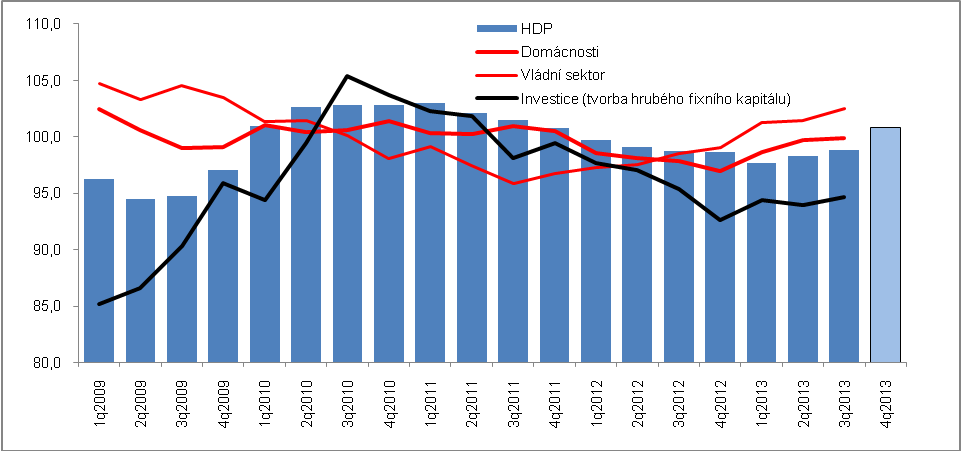 110,0
105,0
100,0
95,0
90,0
85,0
80,0
HDP
Domácnosti
Vládní sektor
Investice (tvorba hrubého fixního kapitálu)
1q2009
2q2009
3q2009
4q2009
1q2010
2q2010
3q2010
4q2010
1q2011
2q2011
3q2011
4q2011
1q2012
2q2012
3q2012
4q2012
1q2013
2q2013
3q2013
4q2013